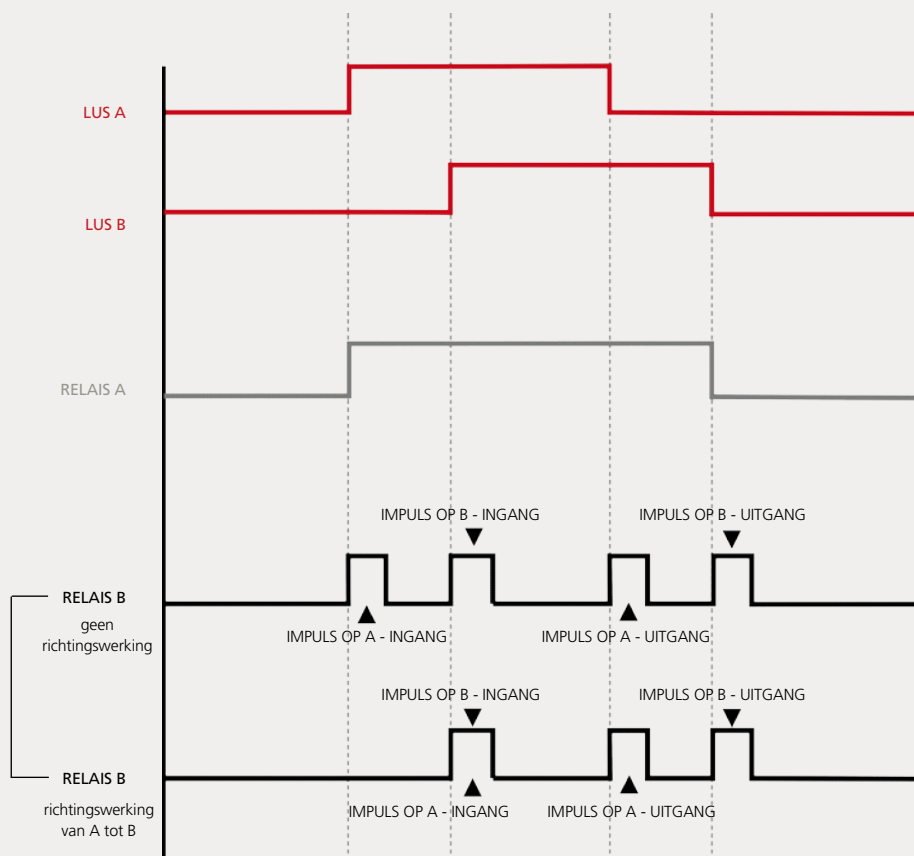 LUS A
LUS B
RELAIS A
IMPULS OP B - INGANG
IMPULS OP B - UITGANG
RELAIS B
geen
richtingswerking
IMPULS OP A - INGANG
IMPULS OP A - UITGANG
IMPULS OP B - INGANG
IMPULS OP B - UITGANG
RELAIS B
richtingswerking
van A tot B
IMPULS OP A - INGANG
IMPULS OP A - UITGANG